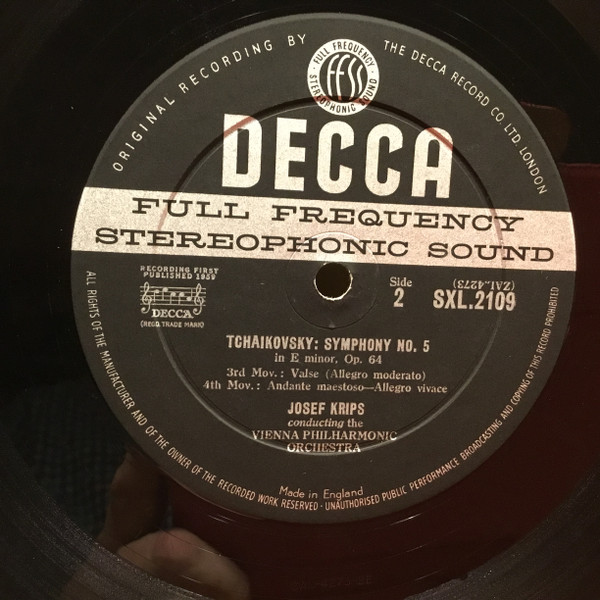 ORIGINAL RECORDING BY
THE DECCA RECORD CO. LTD. LONDON
FULL FREQUENCY
FFSS
STEREOPHONIC SOUND
DECCA
FULL FREQUENCY
STEREOPHONIC SOUND
RECORDING FIRST
PUBLISHED 1959
DECCA
(REGD. TRADE MARK)
Side
2
(ZAL.4273)
SXL.2109
TCHAIKOVSKY: SYMPHONY NO. 5
in E minor, Op. 64
3rd Mov.: Valse (Allegro moderato)
4th Mov.: Andante maestoso—Allegro vivace
JOSEF KRIPS
conducting the
VIENNA PHILHARMONIC
ORCHESTRA
Made in England
ALL RIGHTS OF THE MANUFACTURER AND OF THE OWNER OF THE RECORDED WORK RESERVED · UNAUTHORISED PUBLIC PERFORMANCE BROADCASTING AND COPYING OF THIS RECORD PROHIBITED